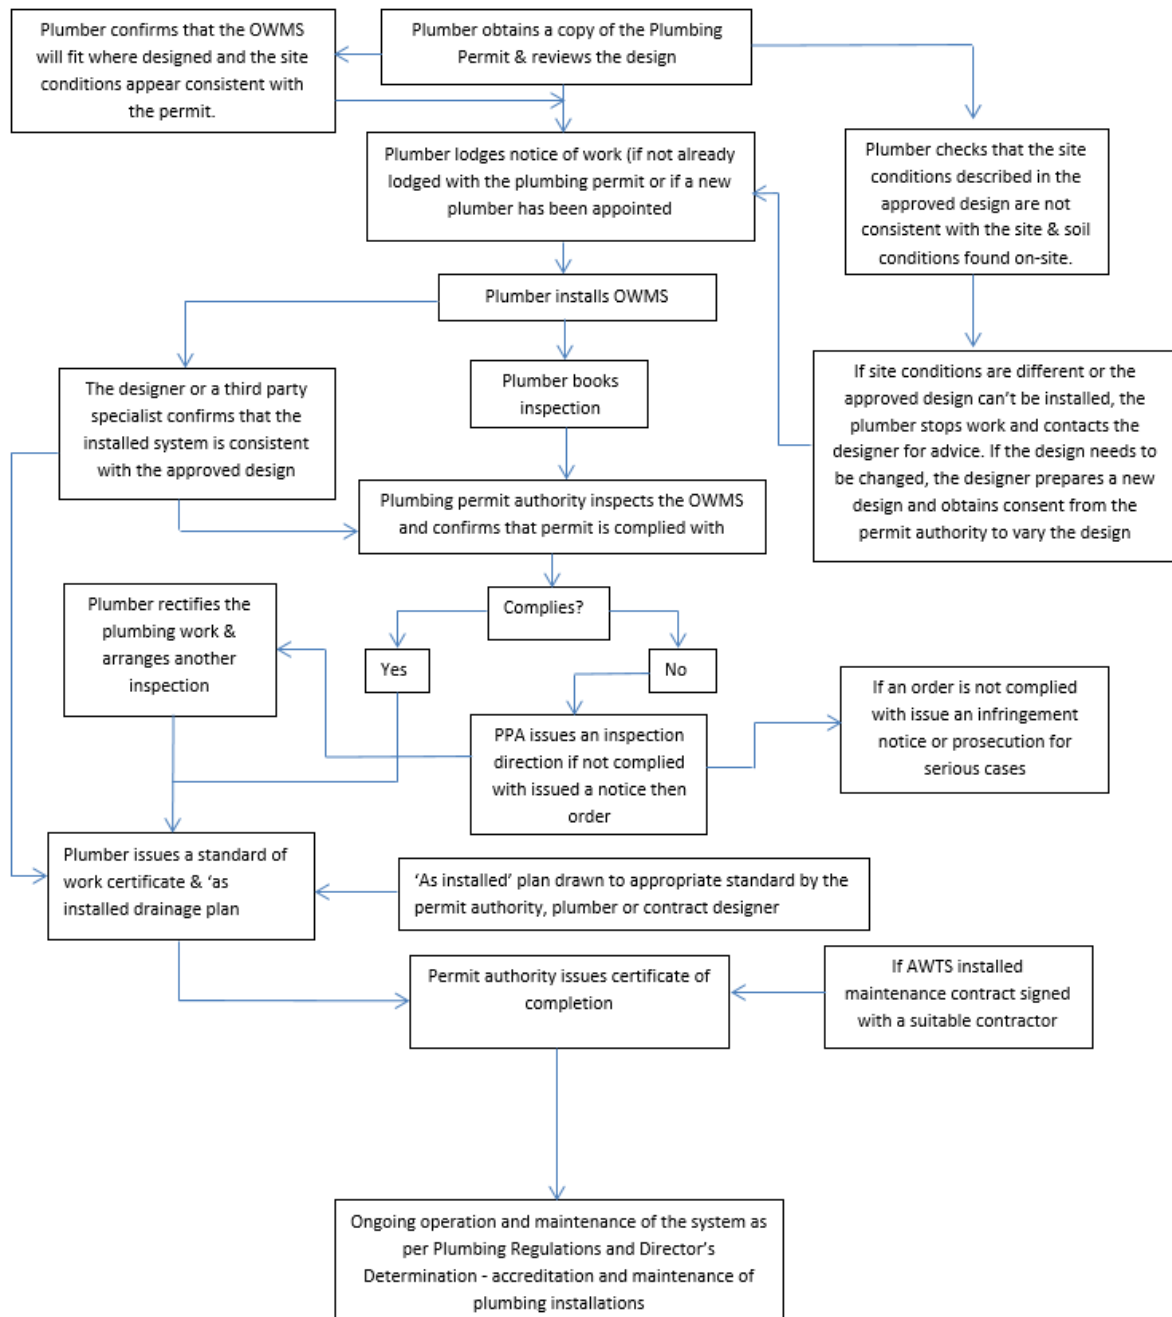 Plumber confirms that the OWMS
will fit where designed and the site
conditions appear consistent with
the permit.
Plumber obtains a copy of the Plumbing
Permit & reviews the design
Plumber lodges notice of work (if not already
lodged with the plumbing permit or if a new
plumber has been appointed
Plumber checks that the site
conditions described in the
approved design are not
consistent with the site & soil
conditions found on-site.
Plumber installs OWMS
The designer or a third party
specialist confirms that the
installed system is consistent
with the approved design
Plumber books
inspection
If site conditions are different or the
approved design can’t be installed, the
plumber stops work and contacts the
designer for advice. If the design needs to
be changed, the designer prepares a new
design and obtains consent from the
permit authority to vary the design
Plumbing permit authority inspects the OWMS
and confirms that permit is complied with
Complies?
Plumber rectifies the
plumbing work &
arranges another
inspection
Yes
No
If an order is not complied
with issue an infringement
notice or prosecution for
serious cases
PPA issues an inspection
direction if not complied
with issued a notice then
order
Plumber issues a standard of
work certificate & ‘as
installed drainage plan
‘As installed’ plan drawn to appropriate standard by the
permit authority, plumber or contract designer
Permit authority issues certificate of
completion
If AWTS installed
maintenance contract signed
with a suitable contractor
Ongoing operation and maintenance of the system as
per Plumbing Regulations and Director’s
Determination - accreditation and maintenance of
plumbing installations